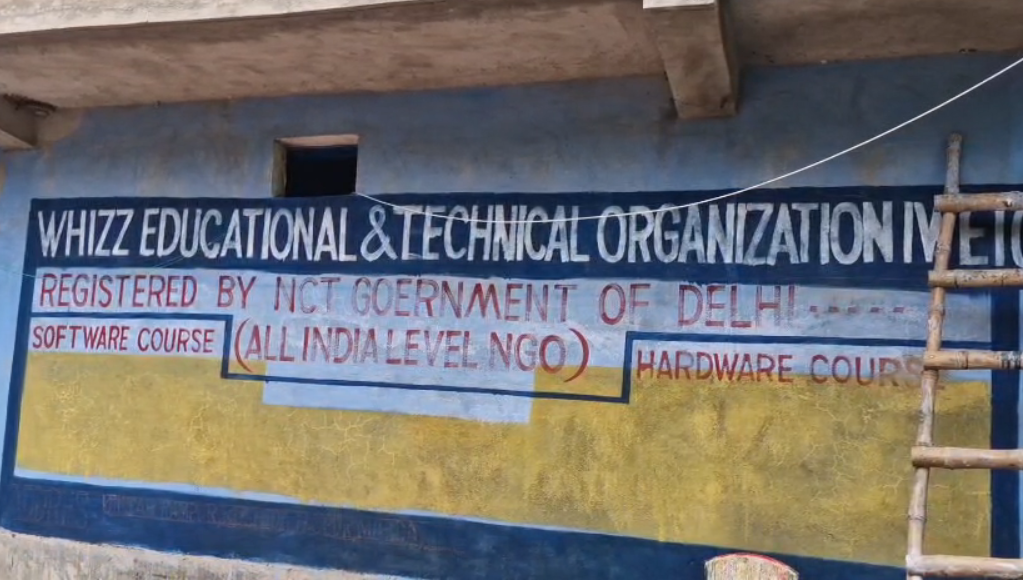 WHIZZ EDUCATIONAL & TECHNICAL ORGANIZATION
REGISTERED BY NCT GOERNMENT OF DELHI ------
SOFTWARE COURSE (ALL INDIA LEVEL NGO) HARDWARE COURSE